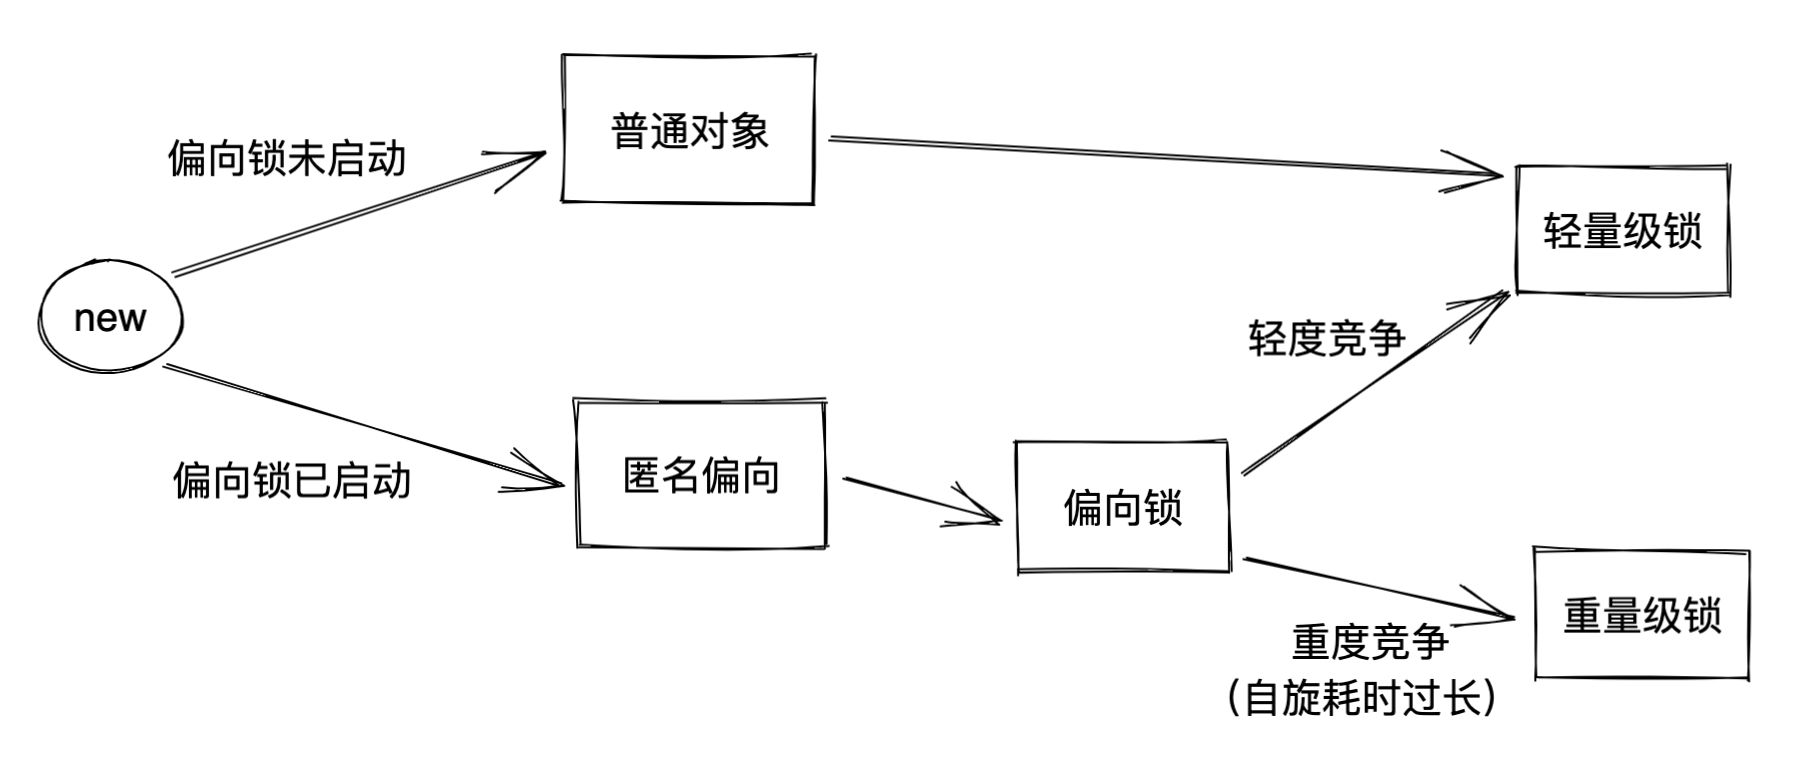 普通对象
偏向锁未启动
轻量级锁
new
轻度竞争
偏向锁已启动
匿名偏向
偏向锁
重量级锁
重度竞争
(自旋耗时过长)